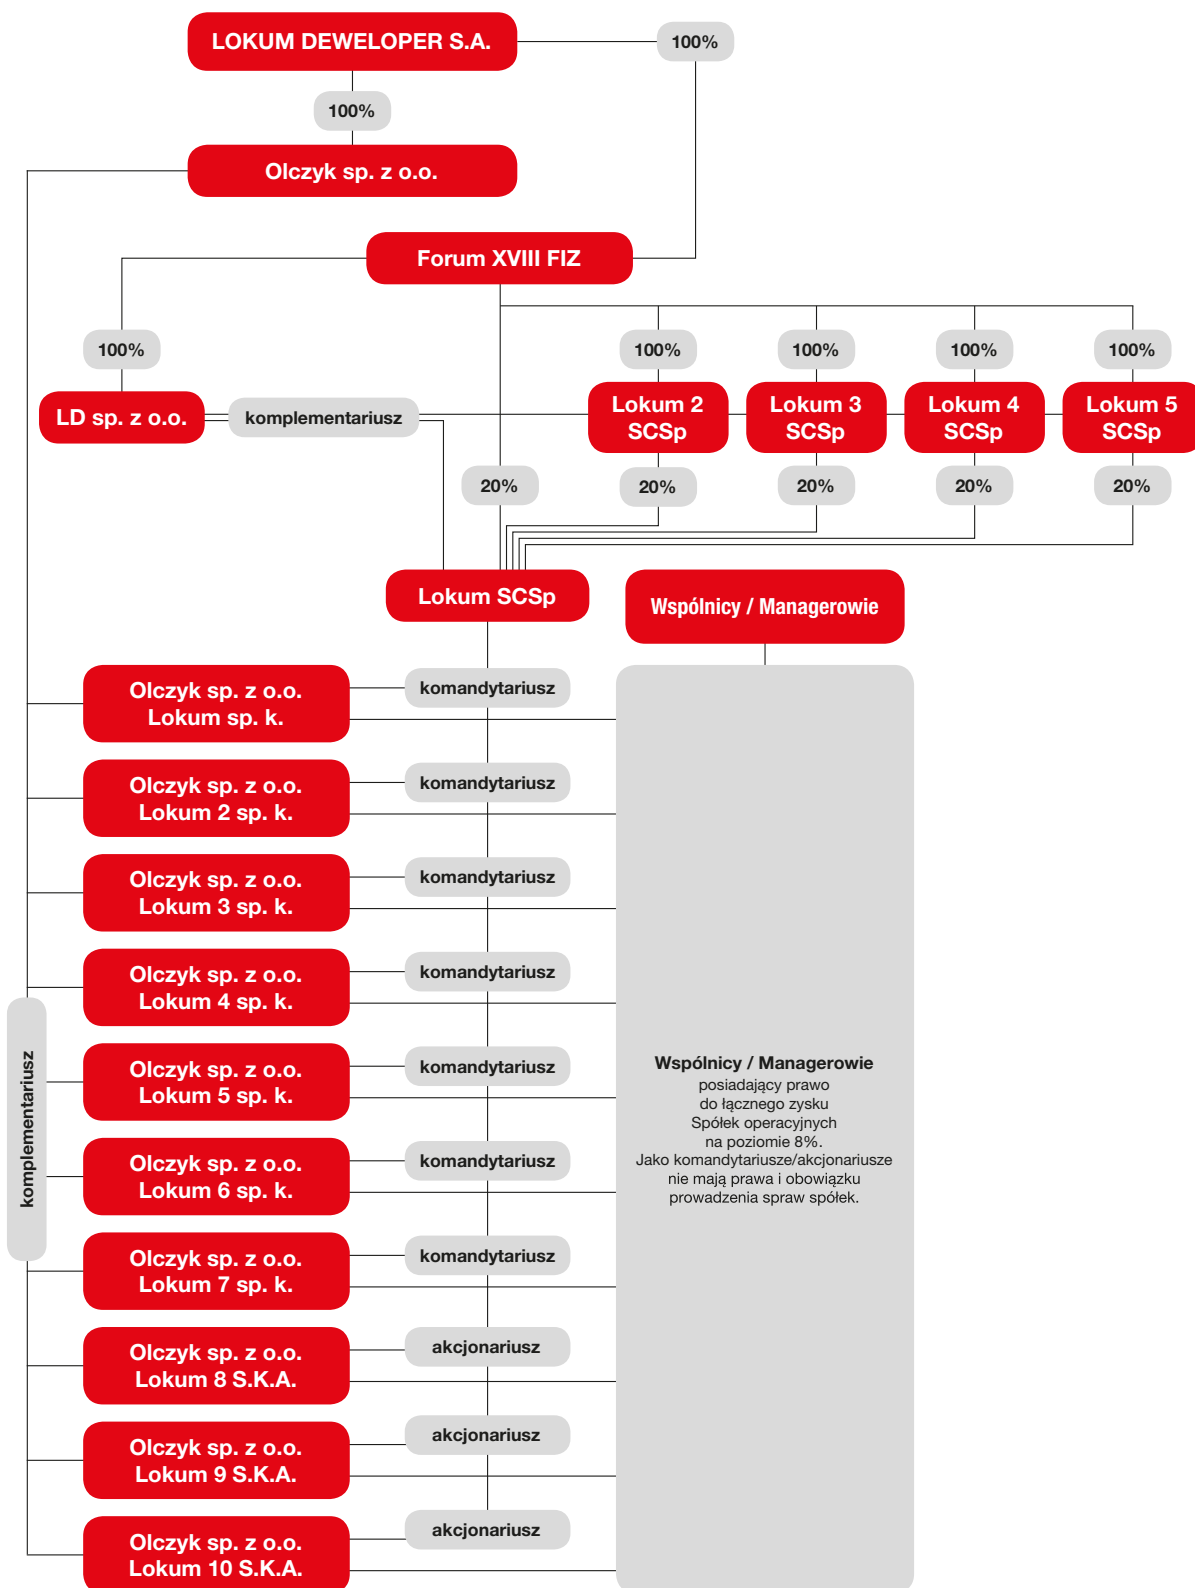 LOKUM DEWELOPER S.A.
100%
100%
Olczyk sp. z o.o.
Forum XVIII FIZ
100%
100%
100%
100%
100%
LD sp. z o.o.
komplementariusz
Lokum 2
SCSp
Lokum 3
SCSp
Lokum 4
SCSp
Lokum 5
SCSp
20%
20%
20%
20%
20%
Lokum SCSp
Wspólnicy / Managerowie
Olczyk sp. z o.o.
Lokum sp. k.
komandytariusz
Olczyk sp. z o.o.
Lokum 2 sp. k.
komandytariusz
Olczyk sp. z o.o.
Lokum 3 sp. k.
komandytariusz
Olczyk sp. z o.o.
Lokum 4 sp. k.
komandytariusz
Olczyk sp. z o.o.
Lokum 5 sp. k.
komandytariusz
Olczyk sp. z o.o.
Lokum 6 sp. k.
komandytariusz
Olczyk sp. z o.o.
Lokum 7 sp. k.
komandytariusz
Olczyk sp. z o.o.
Lokum 8 S.K.A.
akcjonariusz
Olczyk sp. z o.o.
Lokum 9 S.K.A.
akcjonariusz
Olczyk sp. z o.o.
Lokum 10 S.K.A.
akcjonariusz
komplementariusz
Wspólnicy / Managerowie
posiadający prawo
do łącznego zysku
Spółek operacyjnych
na poziomie 8%.
Jako komandytariusze/akcjonariusze
nie mają prawa i obowiązku
prowadzenia spraw spółek.